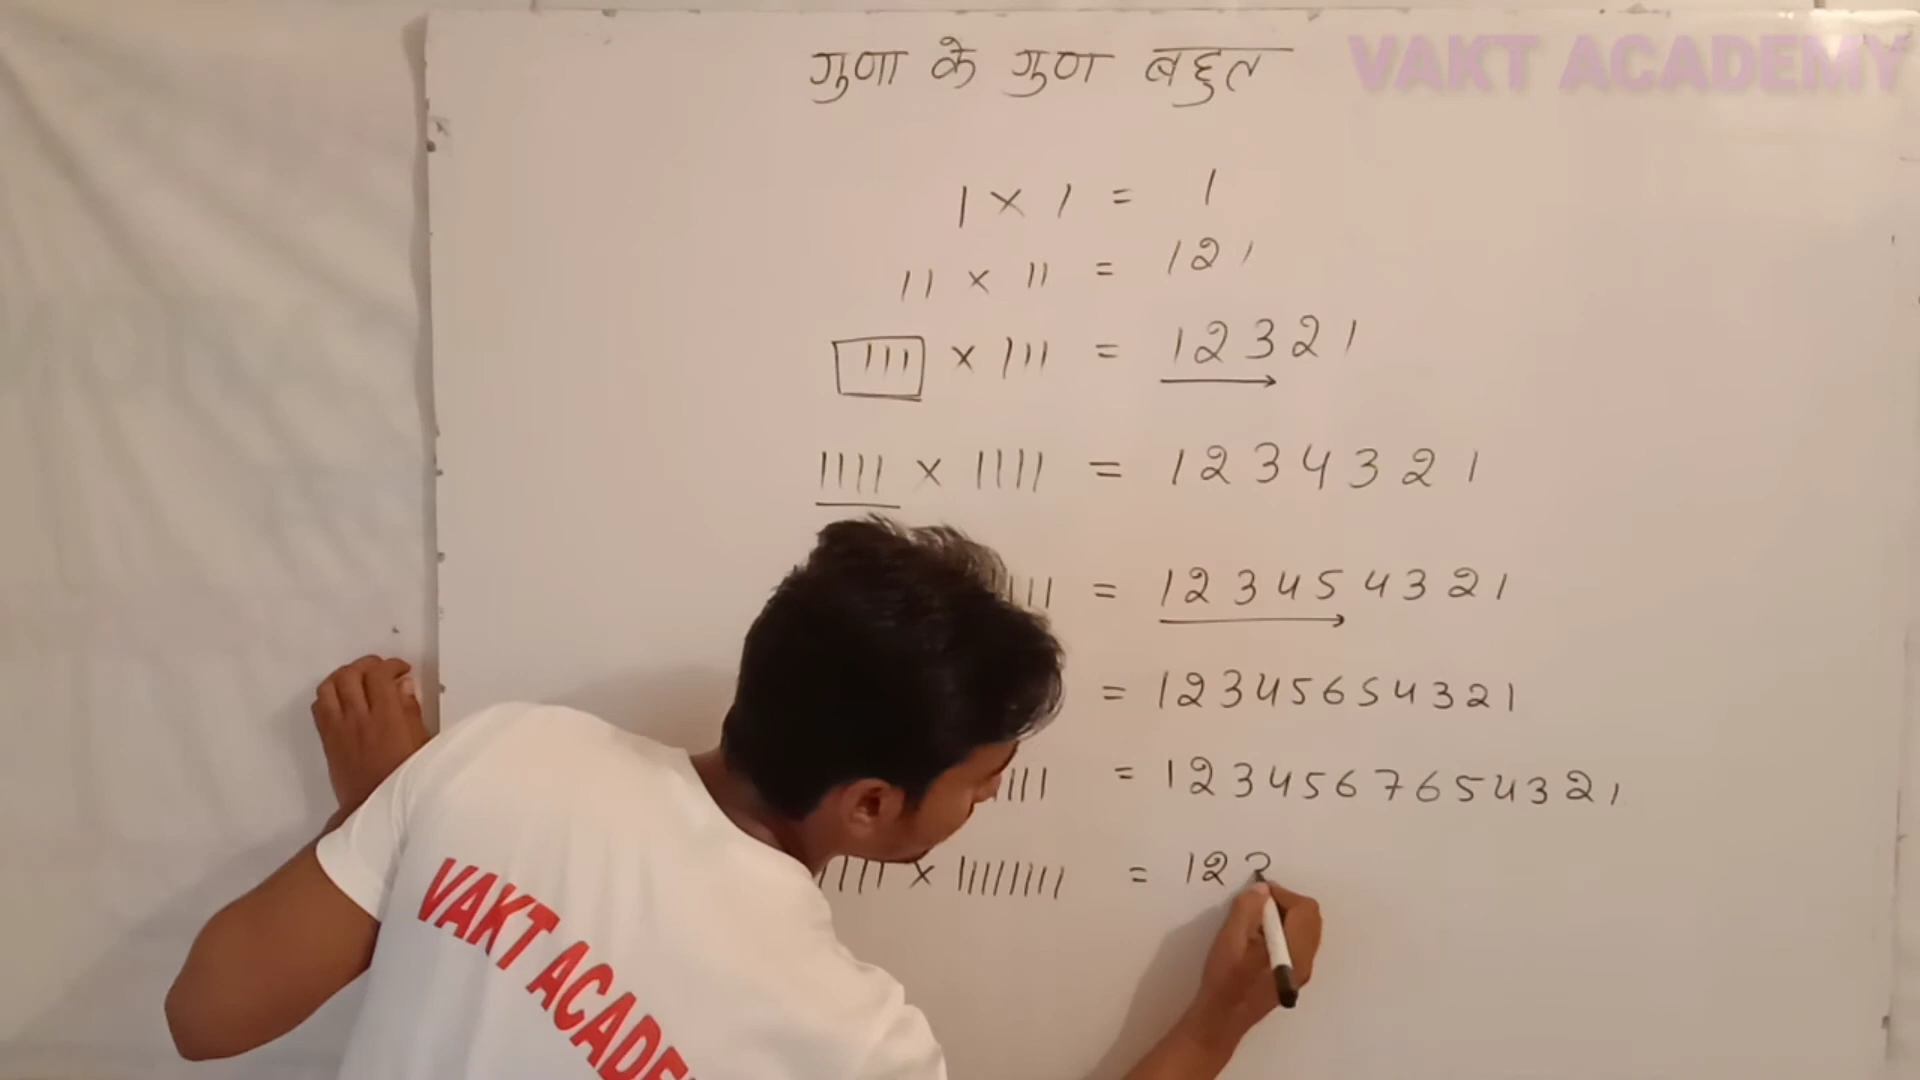 गुणा के गुण बहुत
VAKT ACADEMY
1 × 1 = 1
11 × 11 = 121
111 × 111 = 12321
1111 × 1111 = 1234321
= 123454321
= 12345654321
= 1234567654321
× 11111111 = 123
VAKT ACADE